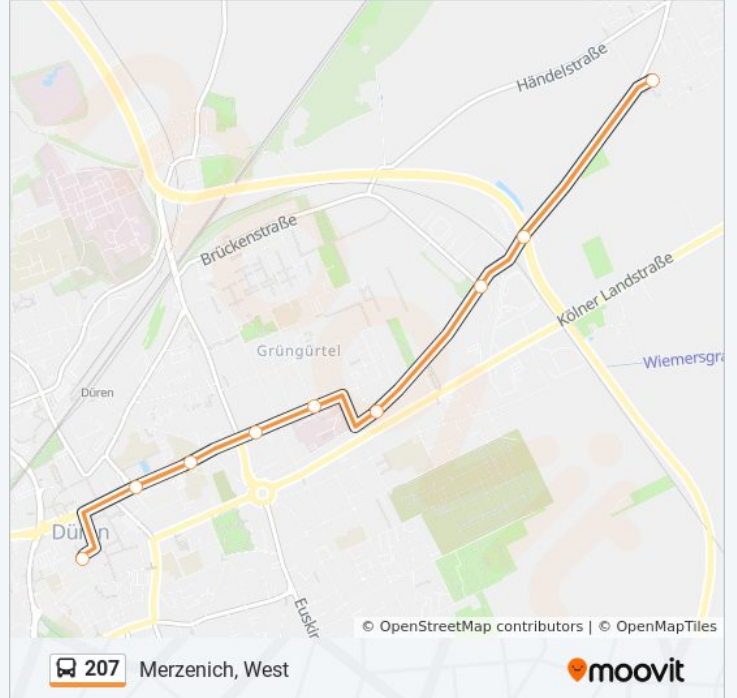 Händelstraße
Brückenstraße
Kölner Landstraße
Grüngürtel
Wiemersgra
Düren
Düren
Euskir
© OpenStreetMap contributors | © OpenMapTiles
207 Merzenich, West
moovit